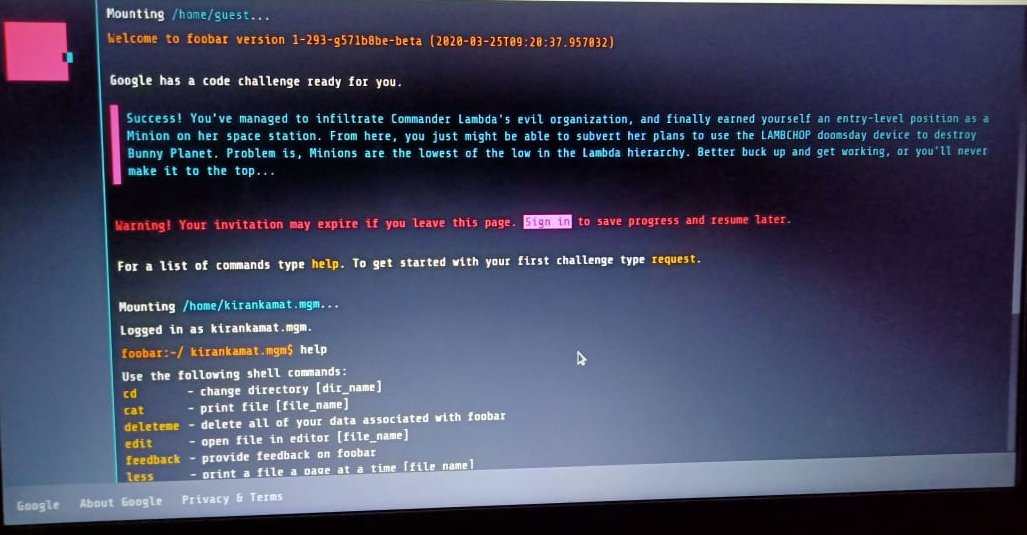 Mounting /home/guest...
Welcome to foobar version 1-293-g571b8be-beta (2020-03-25T09:20:37.957032)
Google has a code challenge ready for you.
Success! You've managed to infiltrate Commander Lambda's evil organization, and finally earned yourself an entry-level position as a
Minion on her space station. From here, you just might be able to subvert her plans to use the LAMBCHOP doomsday device to destroy
Bunny Planet. Problem is, Minions are the lowest of the low in the Lambda hierarchy. Better buck up and get working, or you'll never
make it to the top...
Warning! Your invitation may expire if you leave this page. Sign in to save progress and resume later.
For a list of commands type help. To get started with your first challenge type request.
Mounting /home/kirankamat.mgm...
Logged in as kirankamat.mgm.
foobar:~/ kirankamat.mgm$ help
Use the following shell commands:
cd - change directory [dir_name]
cat - print file [file_name]
deleteme - delete all of your data associated with foobar
edit - open file in editor [file_name]
feedback - provide feedback on foobar
less - print a file a page at a time [file_name]
Google About Google Privacy & Terms